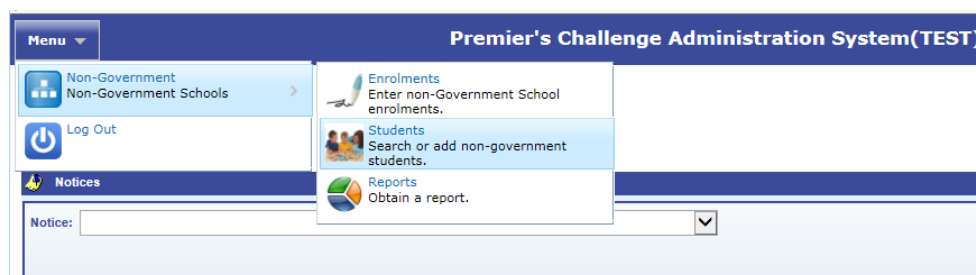 Menu
Premier's Challenge Administration System(TEST)
Non-Government
Non-Government Schools
Log Out
Enrolments
Enter non-Government School
enrolments.
Students
Search or add non-government
students.
Reports
Obtain a report.
Notices
Notice: